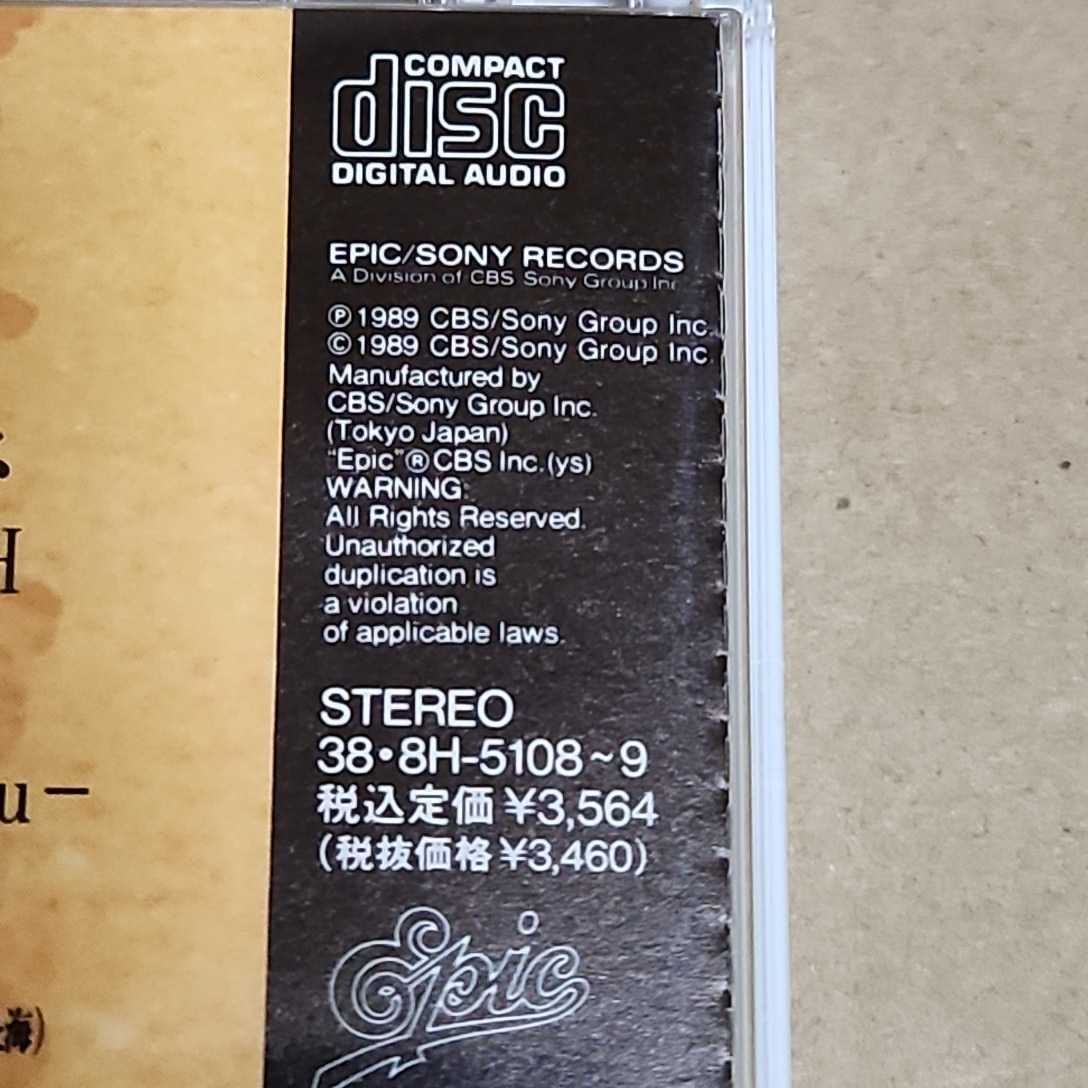 COMPACT
disc
DIGITAL AUDIO
EPIC/SONY RECORDS
A Division of CBS Sony Group Inc
Ⓟ1989 CBS/Sony Group Inc.
©1989 CBS/Sony Group Inc.
Manufactured by
CBS/Sony Group Inc.
(Tokyo Japan)
"Epic"®CBS Inc.(ys)
WARNING:
All Rights Reserved.
Unauthorized
duplication is
a violation
of applicable laws.
H
STEREO
38•8H-5108~9
u−
税込定価 ¥3,564
(税抜価格 ¥3,460)
Epic
海)